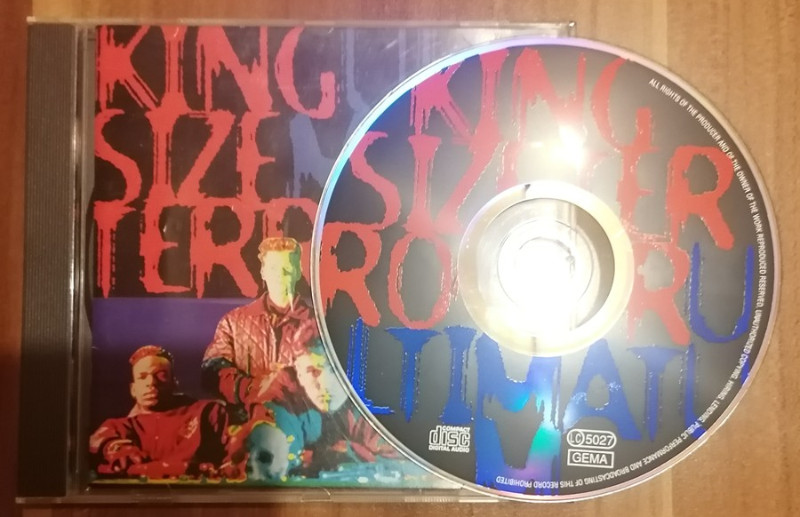 KING
SIZE
TERR
KING
SIZE TER
ROR U
LTIMATU
M
COMPACT
disc
DIGITAL AUDIO
LC 5027
GEMA
ALL RIGHTS OF THE PRODUCER AND OF THE OWNER OF THE WORK REPRODUCED RESERVED. UNAUTHORIZED COPYING, HIRING, LENDING, PUBLIC PERFORMANCE AND BROADCASTING OF THIS RECORD PROHIBITED